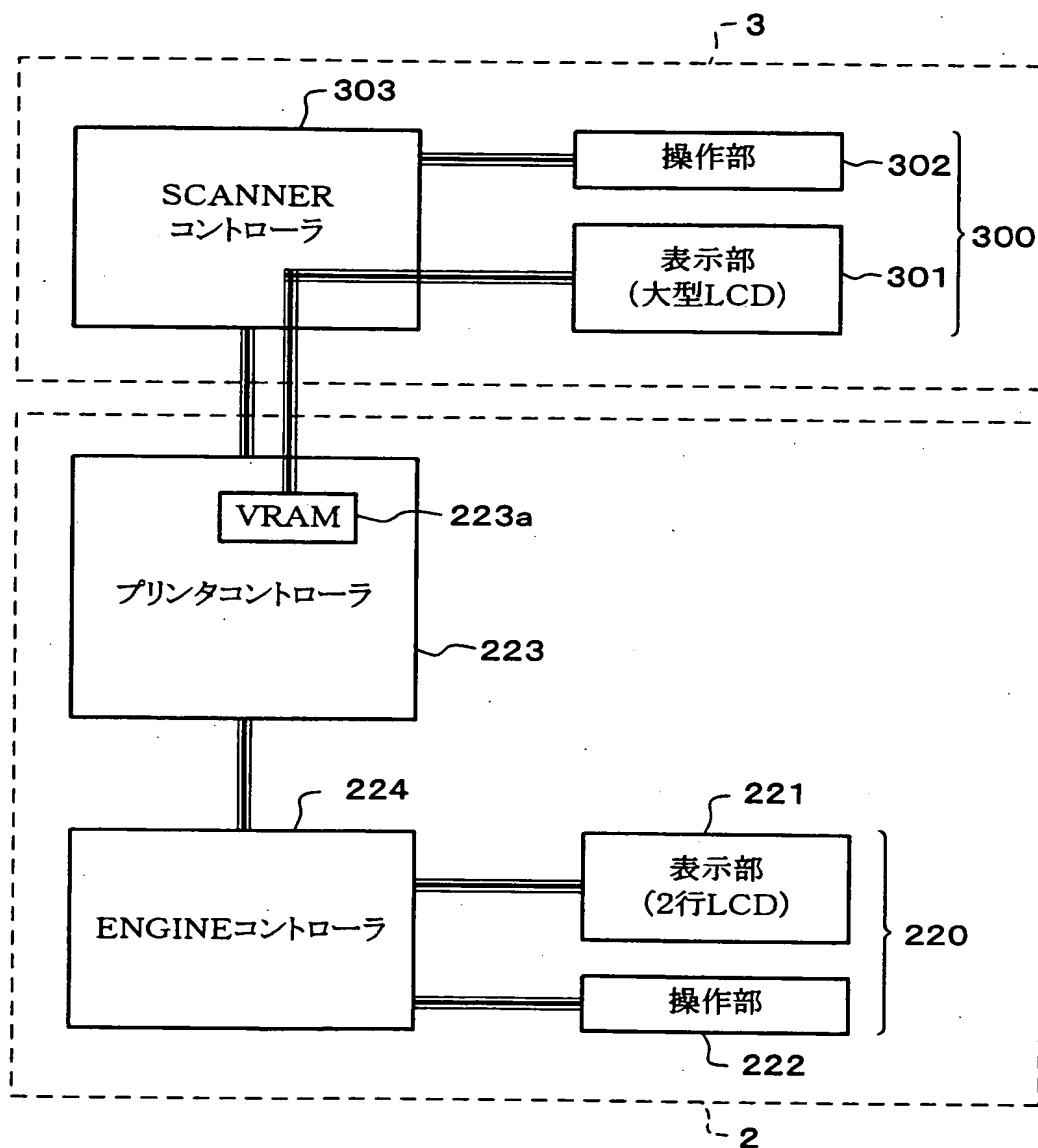 3
303
SCANNER
コントローラ
操作部
302
表示部
(大型LCD)
301
300
VRAM
223a
プリンタコントローラ
223
224
ENGINEコントローラ
221
表示部
(2行LCD)
220
操作部
222
2